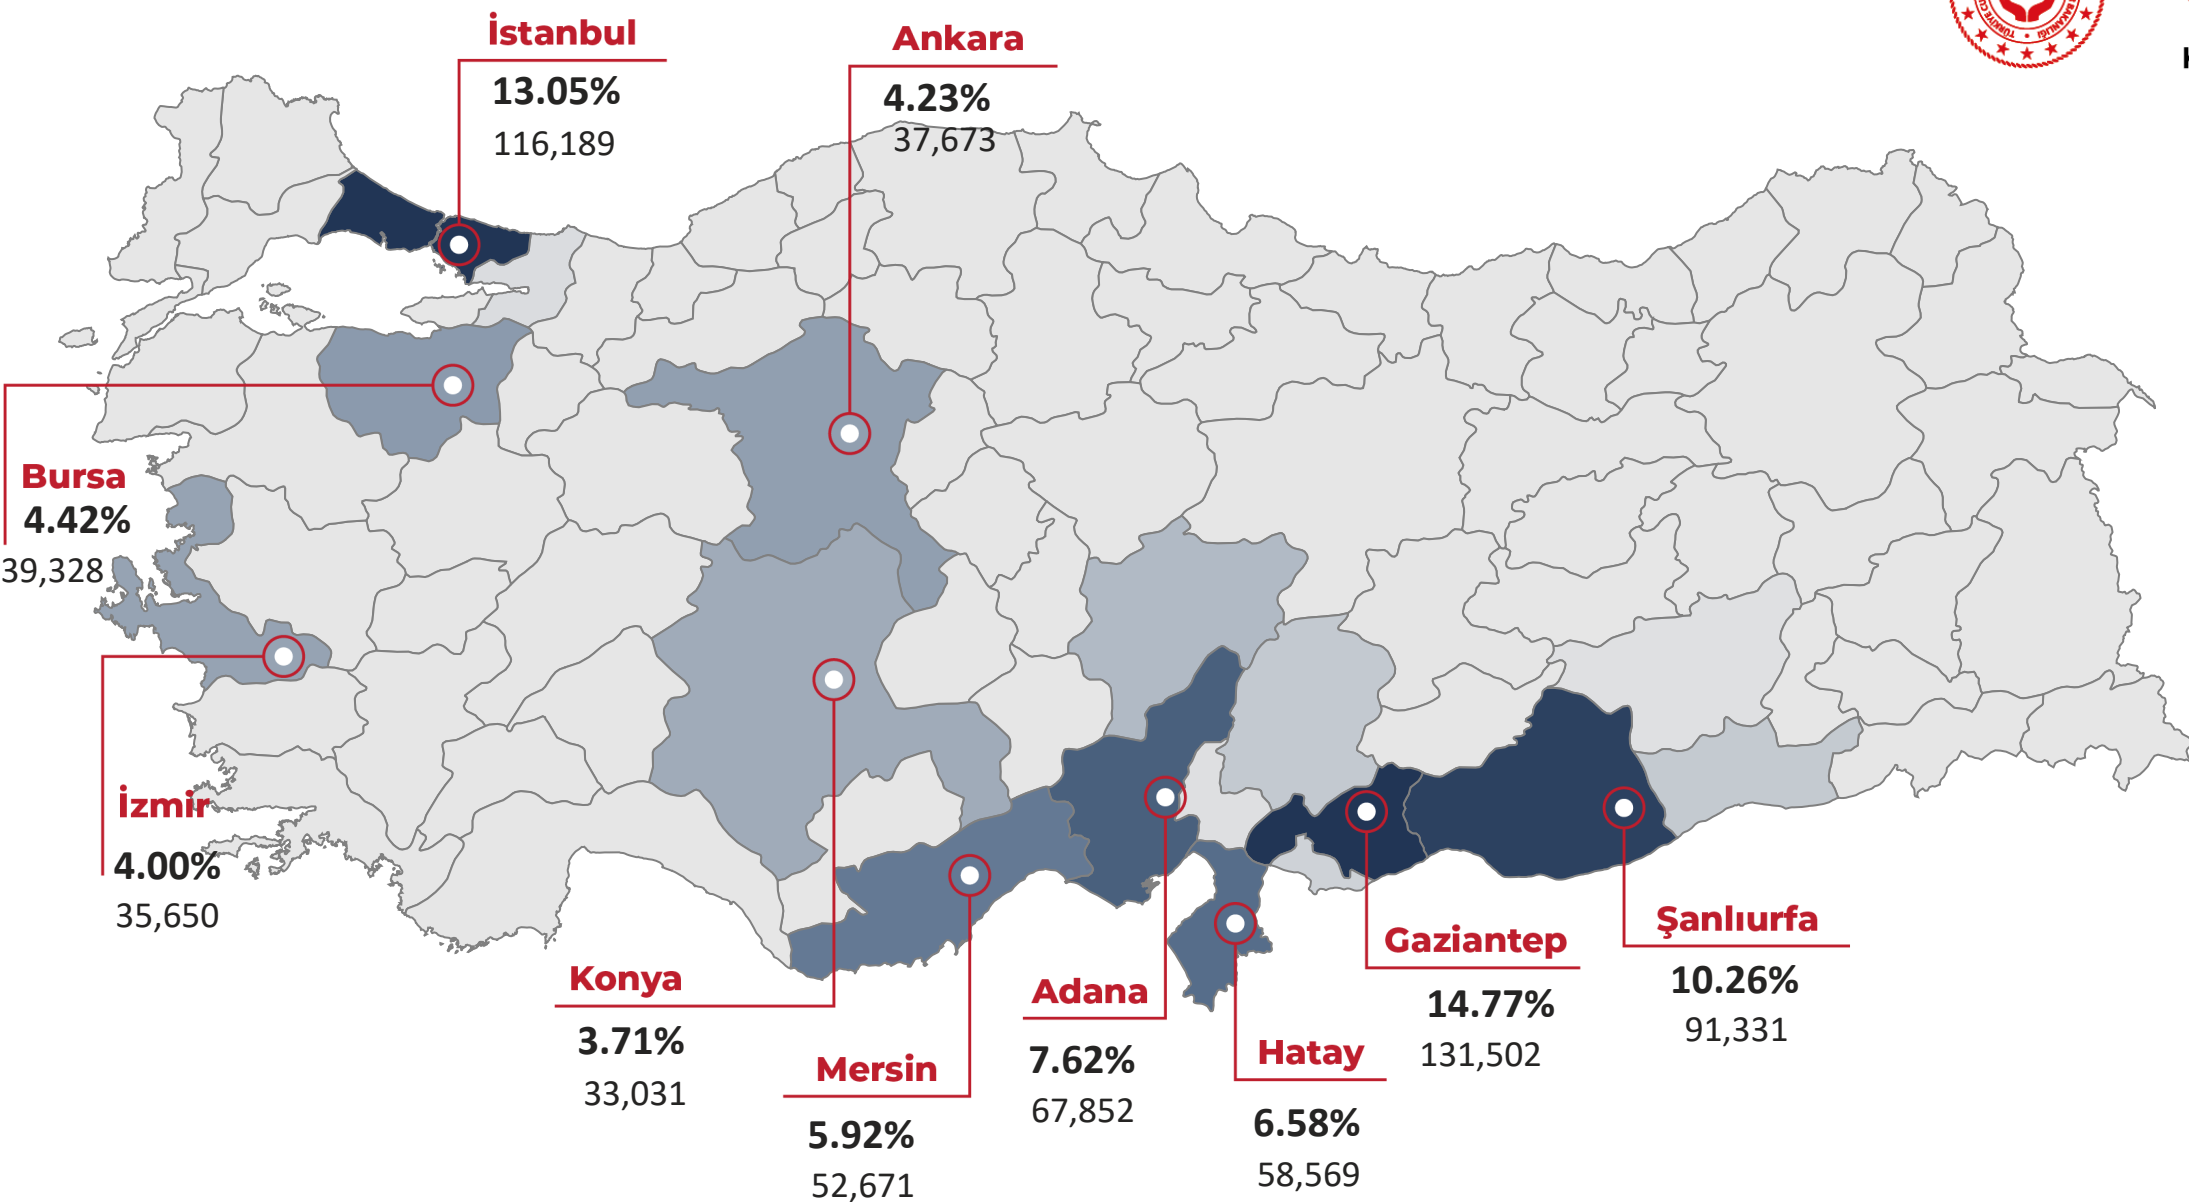 İstanbul
13.05%
116,189
Ankara
4.23%
37,673
Bursa
4.42%
39,328
İzmir
4.00%
35,650
Konya
3.71%
33,031
Mersin
5.92%
52,671
Adana
7.62%
67,852
Hatay
6.58%
58,569
Gaziantep
14.77%
131,502
Şanlıurfa
10.26%
91,331